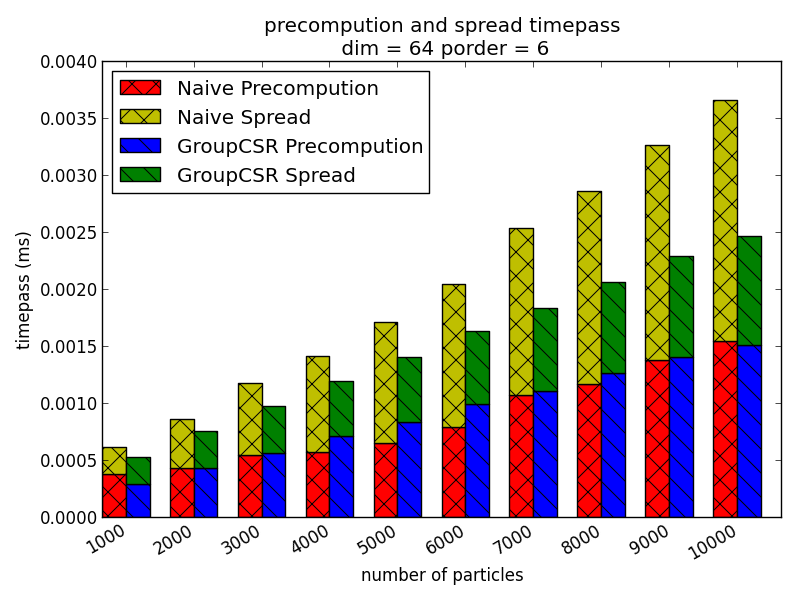 precompution and spread timepass
dim = 64 porder = 6
0.0040
0.0035
0.0030
0.0025
0.0020
0.0015
0.0010
0.0005
0.0000
timepass (ms)
Naive Precompution
Naive Spread
GroupCSR Precompution
GroupCSR Spread
1000 2000 3000 4000 5000 6000 7000 8000 9000 10000
number of particles